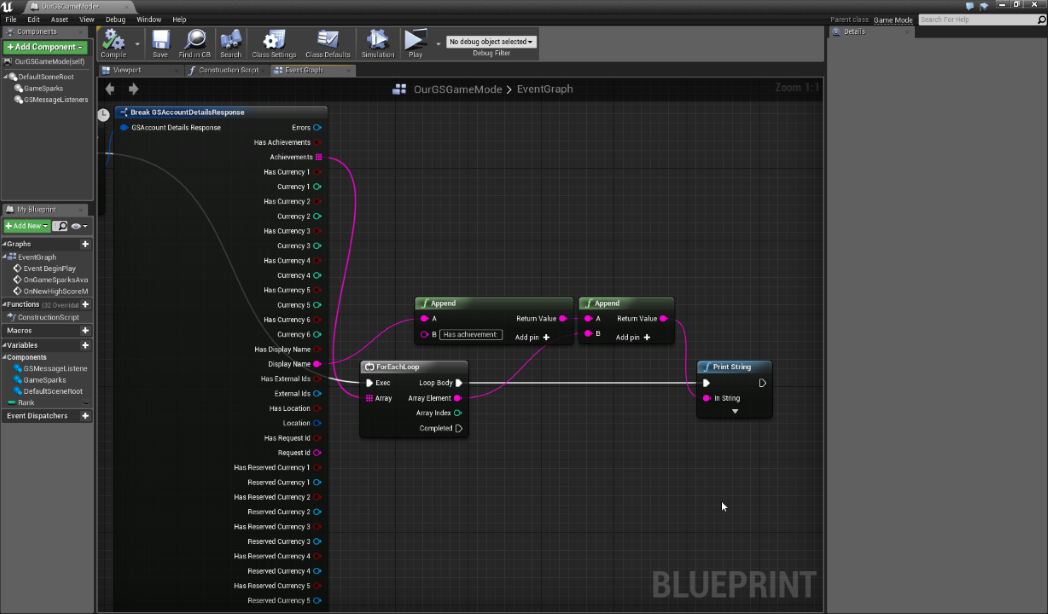 OurGSGameMode
File Edit Asset View Debug Window Help
Parent class: Game Mode Search For Help
Components
+Add Component
OurGSGameMode(self)
DefaultSceneRoot
GameSparks
GSMessageListeners
Compile Save Find in CB Search Class Settings Class Defaults Simulation Play
No debug object selected
Debug Filter
Viewport Construction Script Event Graph
OurGSGameMode > EventGraph
Zoom 1:1
Details
My Blueprint
+Add New
Graphs
EventGraph
Event BeginPlay
OnGameSparksAva
OnNewHighScoreM
Functions (32 Overridat
ConstructionScript
Macros
Variables
Components
GSMessageListene
GameSparks
DefaultSceneRoot
Rank
Event Dispatchers
Break GSAccountDetailsResponse
GSAccount Details Response Errors
Has Achievements
Achievements
Has Currency 1
Currency 1
Has Currency 2
Currency 2
Has Currency 3
Currency 3
Has Currency 4
Currency 4
Has Currency 5
Currency 5
Has Currency 6
Currency 6
Has Display Name
Display Name
Has External Ids
External Ids
Has Location
Location
Has Request Id
Request Id
Has Reserved Currency 1
Reserved Currency 1
Has Reserved Currency 2
Reserved Currency 2
Has Reserved Currency 3
Reserved Currency 3
Has Reserved Currency 4
Reserved Currency 4
Has Reserved Currency 5
Reserved Currency 5
Append
A Return Value
B Has achievement: Add pin +
Append
A Return Value
B Add pin +
ForEachLoop
Exec Loop Body
Array Array Element
Array Index
Completed
Print String
In String
BLUEPRINT